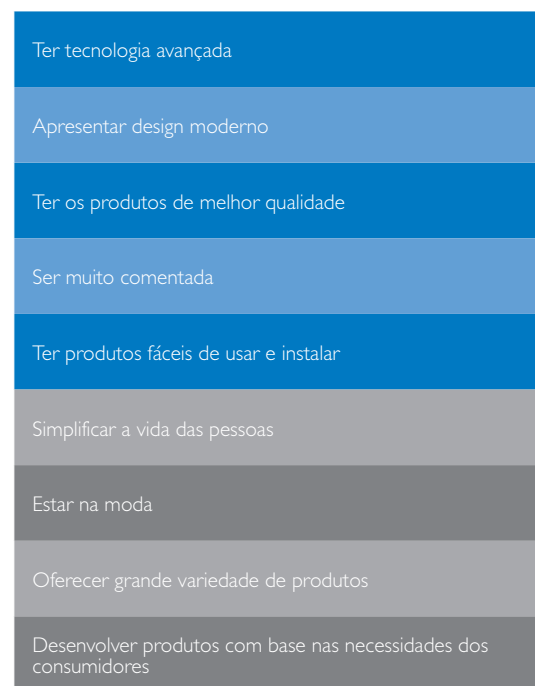 Ter tecnologia avançada
Apresentar design moderno
Ter os produtos de melhor qualidade
Ser muito comentada
Ter produtos fáceis de usar e instalar
Simplificar a vida das pessoas
Estar na moda
Oferecer grande variedade de produtos
Desenvolver produtos com base nas necessidades dos
consumidores